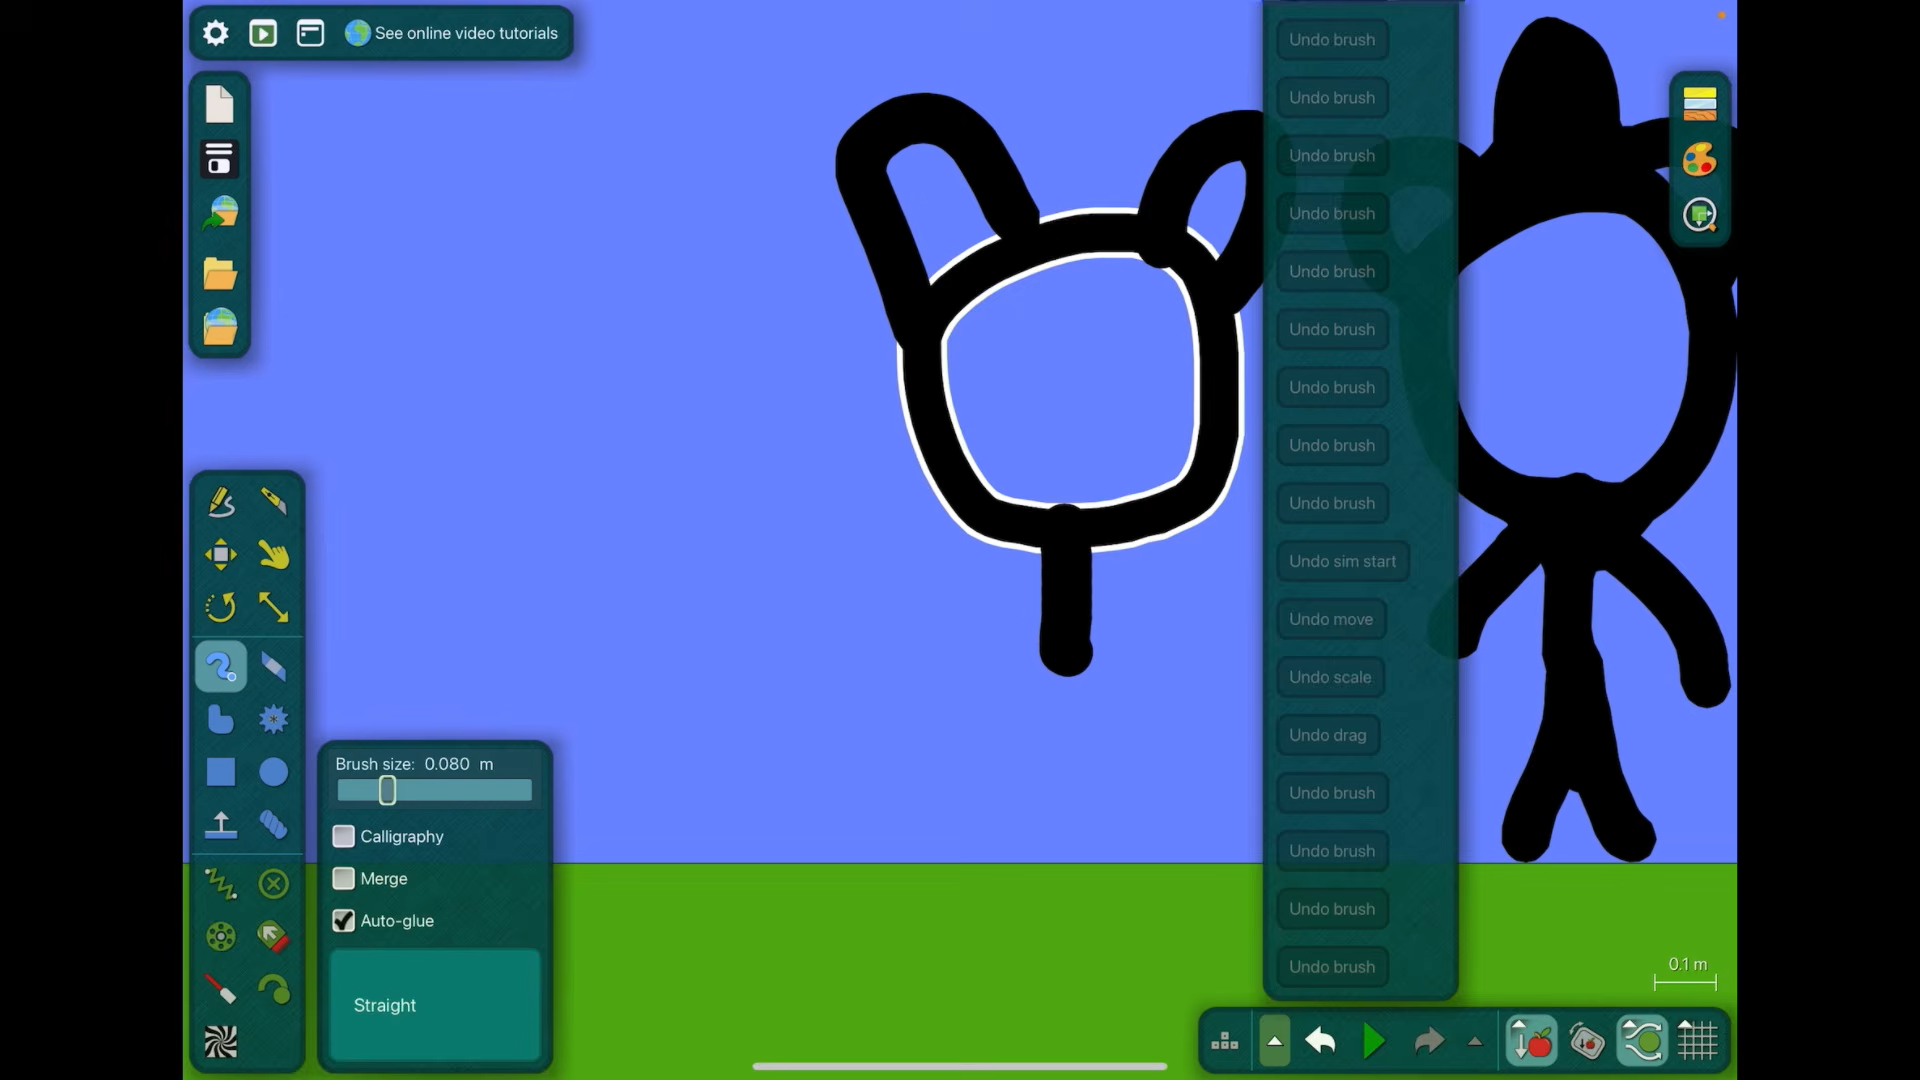 See online video tutorials
Undo brush
Undo brush
Undo brush
Undo brush
Undo brush
Undo brush
Undo brush
Undo brush
Undo brush
Undo sim start
Undo move
Undo scale
Undo drag
Undo brush
Undo brush
Undo brush
Undo brush
Brush size: 0.080 m
Calligraphy
Merge
Auto-glue
Straight
0.1 m